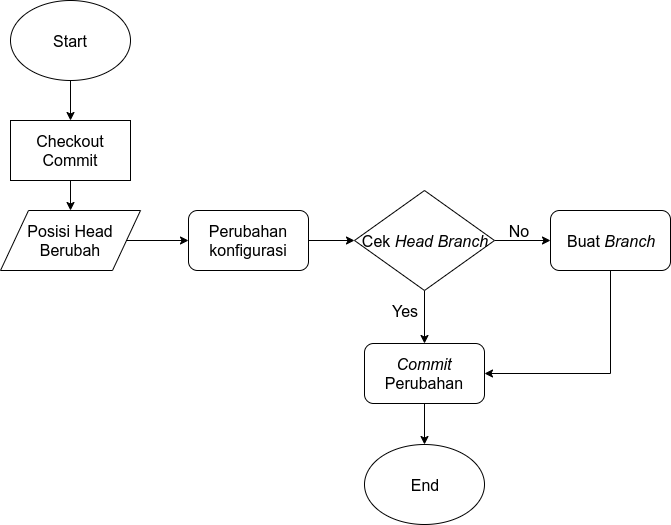 Start
Checkout
Commit
Posisi Head
Berubah
Perubahan
konfigurasi
Cek Head Branch
No
Buat Branch
Yes
Commit
Perubahan
End